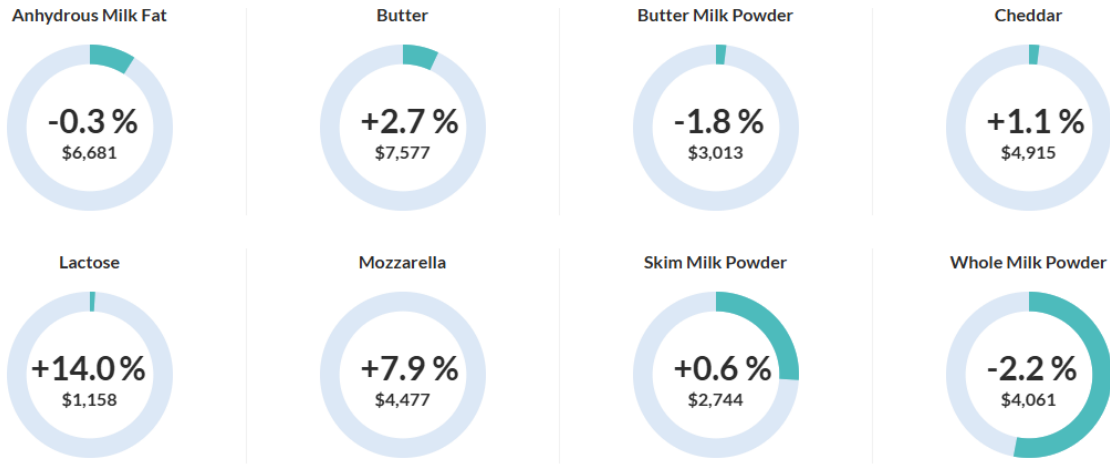 Anhydrous Milk Fat
-0.3 %
$6,681
Butter
+2.7 %
$7,577
Butter Milk Powder
-1.8 %
$3,013
Cheddar
+1.1 %
$4,915
Lactose
+14.0 %
$1,158
Mozzarella
+7.9 %
$4,477
Skim Milk Powder
+0.6 %
$2,744
Whole Milk Powder
-2.2 %
$4,061